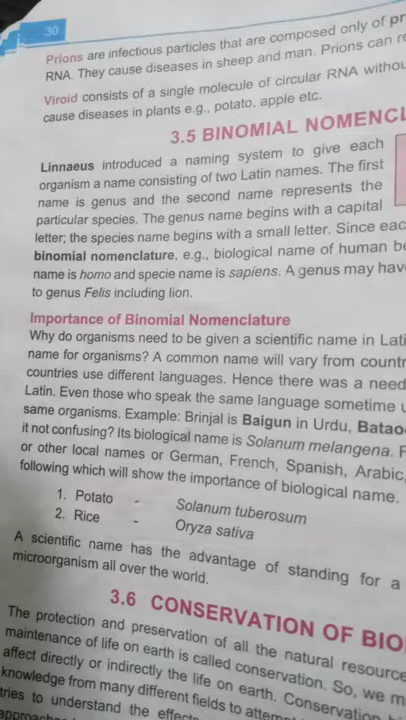 30
Prions are infectious particles that are composed only of pr
RNA. They cause diseases in sheep and man. Prions can re
Viroid consists of a single molecule of circular RNA withou
cause diseases in plants e.g., potato, apple etc.
3.5 BINOMIAL NOMENCL
Linnaeus introduced a naming system to give each
organism a name consisting of two Latin names. The first
name is genus and the second name represents the
particular species. The genus name begins with a capital
letter; the species name begins with a small letter. Since eac
binomial nomenclature, e.g., biological name of human be
name is homo and specie name is sapiens. A genus may have
to genus Felis including lion.
Importance of Binomial Nomenclature
Why do organisms need to be given a scientific name in Lati
name for organisms? A common name will vary from countr
countries use different languages. Hence there was a need
Latin. Even those who speak the same language sometime u
same organisms. Example: Brinjal is Baigun in Urdu, Batao
it not confusing? Its biological name is Solanum melangena. F
or other local names or German, French, Spanish, Arabic,
following which will show the importance of biological name.
1. Potato - Solanum tuberosum
2. Rice - Oryza sativa
A scientific name has the advantage of standing for a
microorganism all over the world.
3.6 CONSERVATION OF BIO
The protection and preservation of all the natural resource
maintenance of life on earth is called conservation. So, we m
affect directly or indirectly the life on earth. Conservation
knowledge from many different fields to attempt
tries to understand the effects